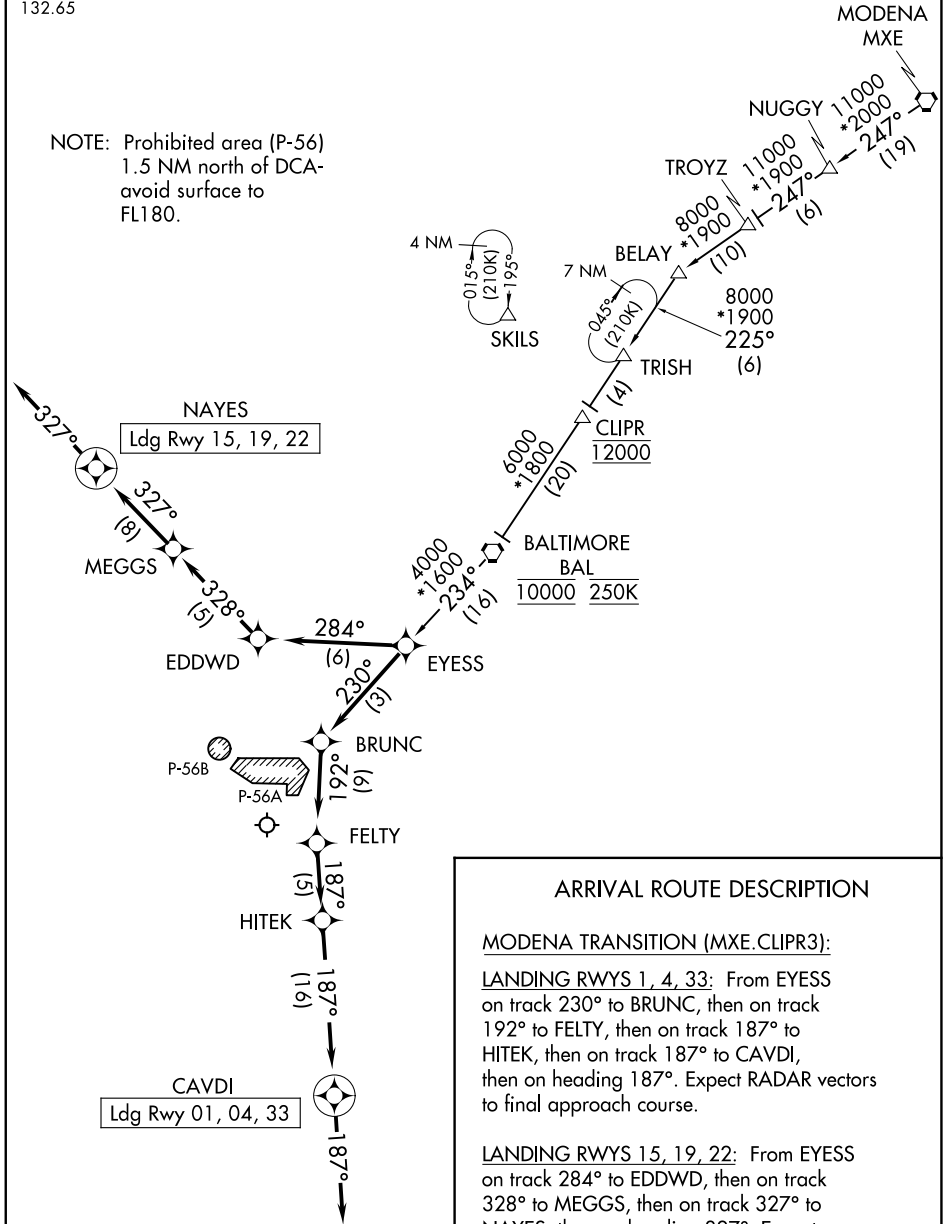 132.65
MODENA
MXE
NOTE: Prohibited area (P-56)
1.5 NM north of DCA-
avoid surface to
FL180.
11000
*2000
247°
(19)
NUGGY
11000
*1900
247°
(6)
TROYZ
8000
*1900
(10)
BELAY
4 NM
015°
(210K)
195°
SKILS
7 NM
045°
(210K)
8000
*1900
225°
(6)
TRISH
(4)
CLIPR
12000
6000
*1800
(20)
327°
NAYES
Ldg Rwy 15, 19, 22
327°
(8)
MEGGS
BALTIMORE
BAL
10000 250K
4000
*1600
234°
(16)
328°
(5)
EDDWD
284°
(6)
EYESS
230°
(3)
BRUNC
P-56B
P-56A
192°
(9)
FELTY
187°
(5)
HITEK
187°
(16)
CAVDI
Ldg Rwy 01, 04, 33
187°
ARRIVAL ROUTE DESCRIPTION
MODENA TRANSITION (MXE.CLIPR3):
LANDING RWYS 1, 4, 33: From EYESS
on track 230° to BRUNC, then on track
192° to FELTY, then on track 187° to
HITEK, then on track 187° to CAVDI,
then on heading 187°. Expect RADAR vectors
to final approach course.
LANDING RWYS 15, 19, 22: From EYESS
on track 284° to EDDWD, then on track
328° to MEGGS, then on track 327° to
NAYES, then on heading 327°. Expect